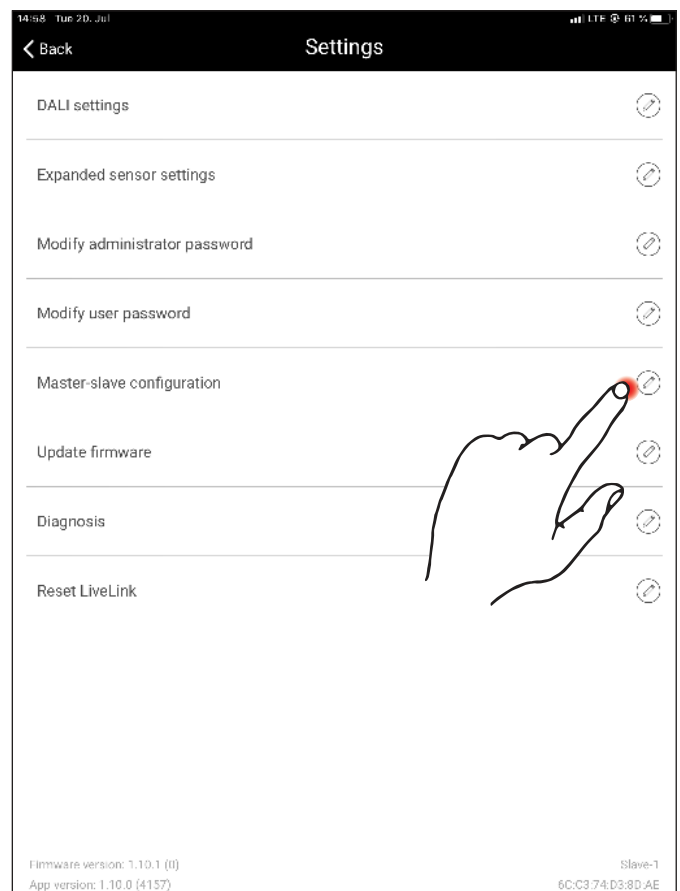 14:58 Tue 20. Jul LTE 61 %
Back Settings
DALI settings
Expanded sensor settings
Modify administrator password
Modify user password
Master-slave configuration
Update firmware
Diagnosis
Reset LiveLink
Firmware version: 1.10.1 (0) Slave-1
App version: 1.10.0 (4157) 6C:C3:74:D3:8D:AE